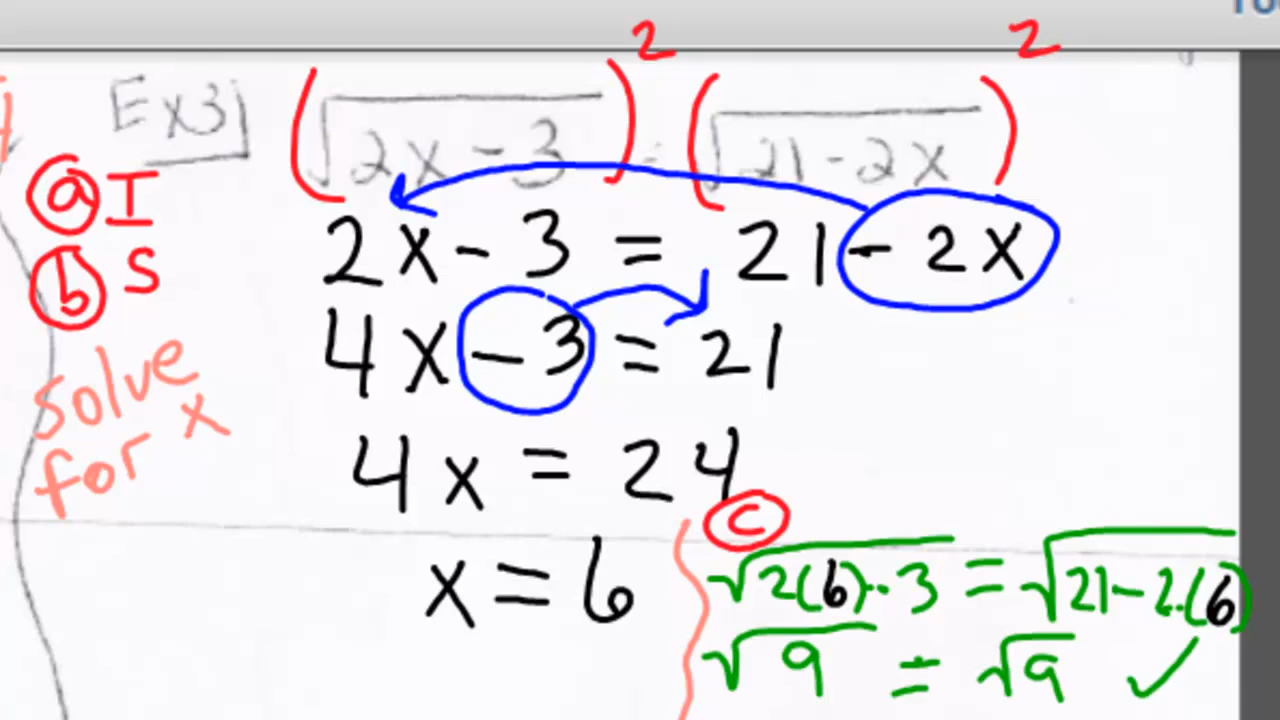 Ex3 (√(2x - 3))² = (√(21 - 2x))²
a I
b S
solve for x
2x - 3 = 21 - 2x
4x - 3 = 21
4x = 24
x = 6
c
√(2(6) - 3) = √(21 - 2·(6))
√9 = √9 ✓